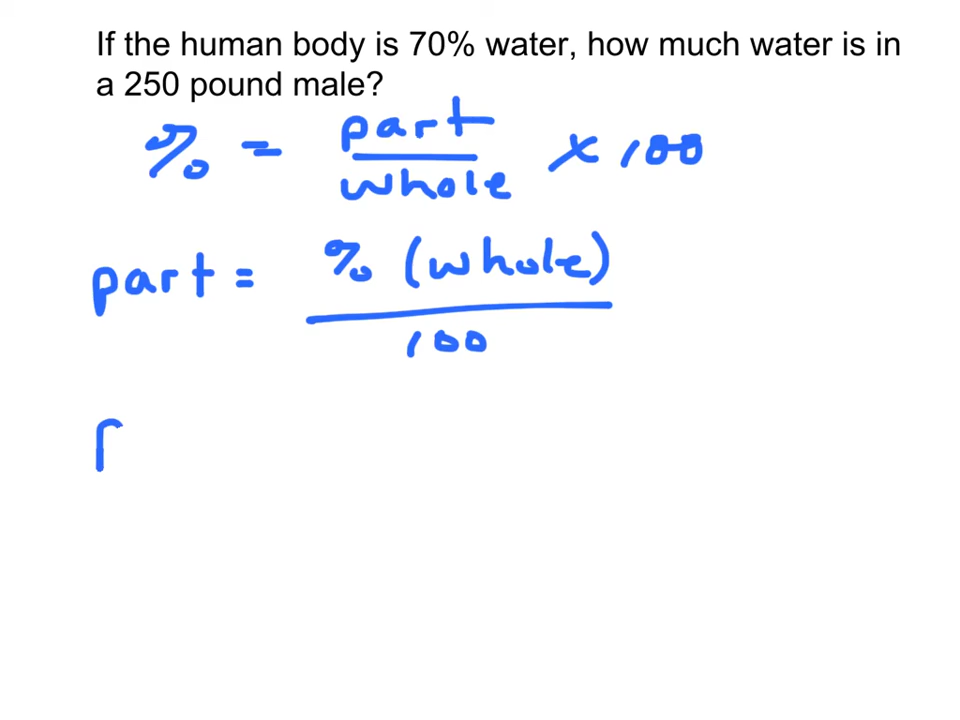 If the human body is 70% water, how much water is in
a 250 pound male?
% = part / whole × 100
part = % (whole) / 100